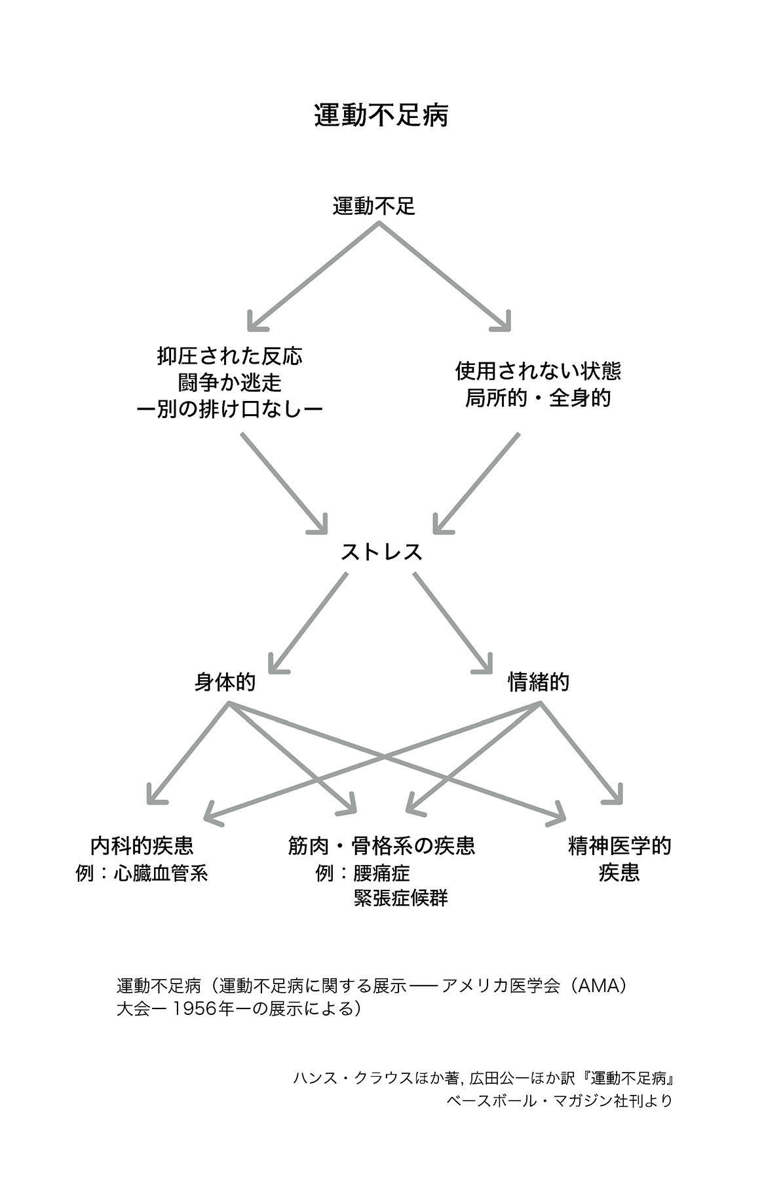 運動不足病
運動不足
抑圧された反応
闘争か逃走
ー別の排け口なしー
使用されない状態
局所的・全身的
ストレス
身体的
情緒的
内科的疾患
例：心臓血管系
筋肉・骨格系の疾患
例：腰痛症
緊張症候群
精神医学的
疾患
運動不足病（運動不足病に関する展示――アメリカ医学会（AMA）
大会ー 1956年ーの展示による）
ハンス・クラウスほか著, 広田公一ほか訳『運動不足病』
ベースボール・マガジン社刊より